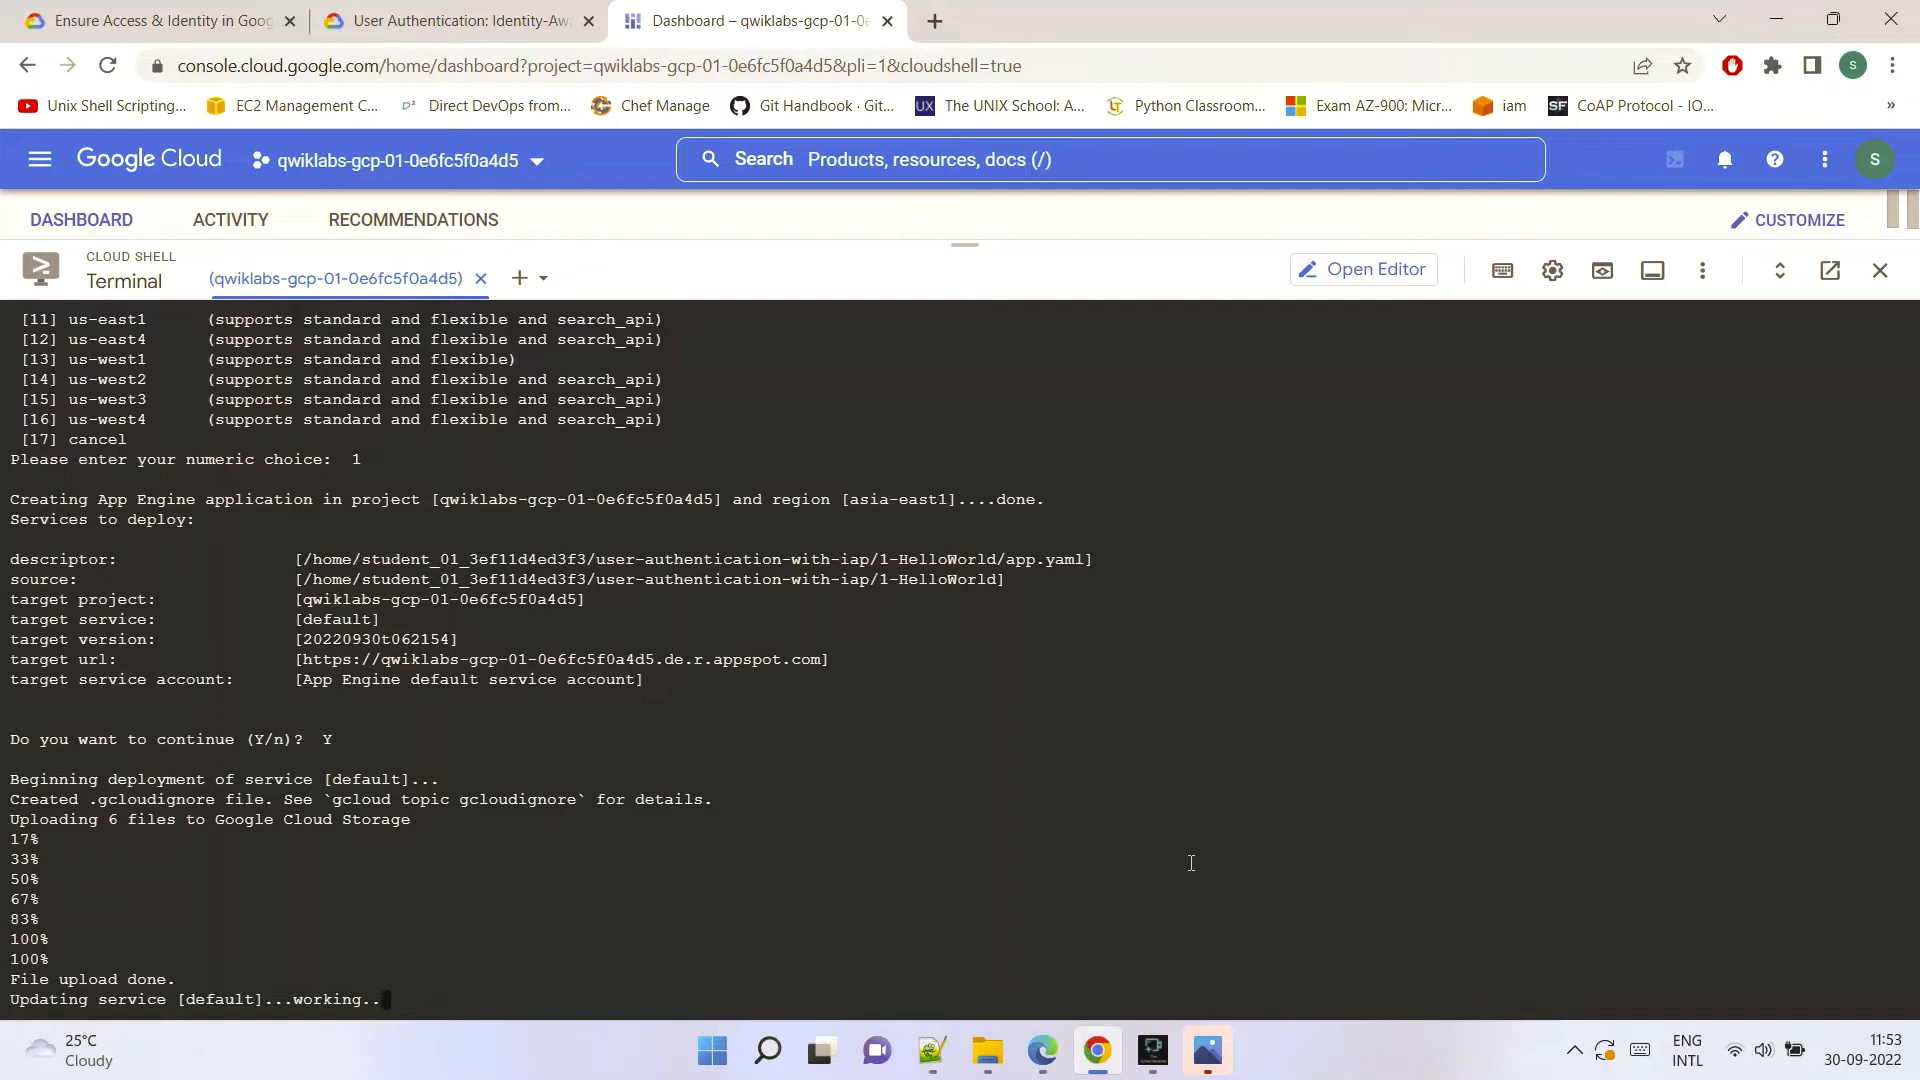 Ensure Access & Identity in Goog
User Authentication: Identity-Aw
Dashboard – qwiklabs-gcp-01-0e
console.cloud.google.com/home/dashboard?project=qwiklabs-gcp-01-0e6fc5f0a4d5&pli=1&cloudshell=true
S
Unix Shell Scripting...
EC2 Management C...
Direct DevOps from...
Chef Manage
Git Handbook · Git...
UX The UNIX School: A...
Python Classroom...
Exam AZ-900: Micr...
iam
SF CoAP Protocol - IO...
»
Google Cloud
qwiklabs-gcp-01-0e6fc5f0a4d5
Search Products, resources, docs (/)
S
DASHBOARD
ACTIVITY
RECOMMENDATIONS
CUSTOMIZE
CLOUD SHELL
Terminal
(qwiklabs-gcp-01-0e6fc5f0a4d5)
Open Editor
[11] us-east1 (supports standard and flexible and search_api)
[12] us-east4 (supports standard and flexible and search_api)
[13] us-west1 (supports standard and flexible)
[14] us-west2 (supports standard and flexible and search_api)
[15] us-west3 (supports standard and flexible and search_api)
[16] us-west4 (supports standard and flexible and search_api)
[17] cancel
Please enter your numeric choice: 1
Creating App Engine application in project [qwiklabs-gcp-01-0e6fc5f0a4d5] and region [asia-east1]....done.
Services to deploy:
descriptor: [/home/student_01_3ef11d4ed3f3/user-authentication-with-iap/1-HelloWorld/app.yaml]
source: [/home/student_01_3ef11d4ed3f3/user-authentication-with-iap/1-HelloWorld]
target project: [qwiklabs-gcp-01-0e6fc5f0a4d5]
target service: [default]
target version: [20220930t062154]
target url: [https://qwiklabs-gcp-01-0e6fc5f0a4d5.de.r.appspot.com]
target service account: [App Engine default service account]
Do you want to continue (Y/n)? Y
Beginning deployment of service [default]...
Created .gcloudignore file. See `gcloud topic gcloudignore` for details.
Uploading 6 files to Google Cloud Storage
17%
33%
50%
67%
83%
100%
100%
File upload done.
Updating service [default]...working..
25°C
Cloudy
ENG
INTL
11:53
30-09-2022